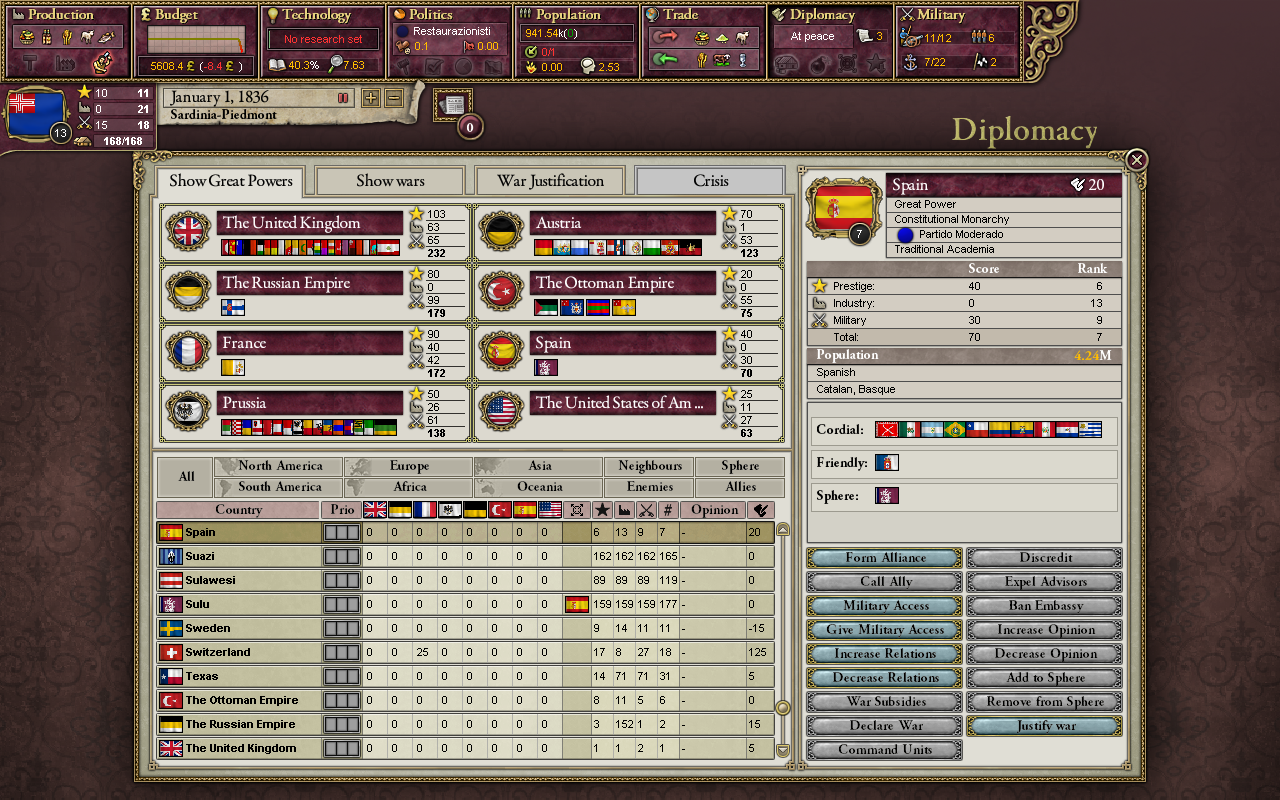 Production
Budget
Technology
Politics
Population
Trade
Diplomacy
Military
5608.4 £ (-8.4 £ )
No research set
40.3% 7.63
Restaurazionisti
0.1 0.00
941.54k(0)
0/1
0.00 2.53
At peace 3
11/12 6
7/22 2
10 11
0 21
15 18
168/168
13
January 1, 1836
Sardinia-Piedmont
0
Diplomacy
Show Great Powers
Show wars
War Justification
Crisis
The United Kingdom
103
63
65
232
Austria
70
1
53
123
The Russian Empire
80
0
99
179
The Ottoman Empire
20
0
55
75
France
90
40
42
172
Spain
40
0
30
70
Prussia
50
26
61
138
The United States of Am ...
25
11
27
63
All
North America
Europe
Asia
Neighbours
Sphere
South America
Africa
Oceania
Enemies
Allies
Country Prio # Opinion
Spain 0 0 0 0 0 0 0 0 6 13 9 7 - 20
Suazi 0 0 0 0 0 0 0 0 162 162 162 165 - 0
Sulawesi 0 0 0 0 0 0 0 0 89 89 89 119 - 0
Sulu 0 0 0 0 0 0 0 0 159 159 159 177 - 0
Sweden 0 0 0 0 0 0 0 0 9 14 11 11 - -15
Switzerland 0 0 25 0 0 0 0 0 17 8 27 18 - 125
Texas 0 0 0 0 0 0 0 0 14 71 71 31 - 5
The Ottoman Empire 0 0 0 0 0 0 0 0 8 11 5 6 - 0
The Russian Empire 0 0 0 0 0 0 0 0 3 152 1 2 - 15
The United Kingdom 0 0 0 0 0 0 0 0 1 1 2 1 - 5
Spain 20
Great Power
Constitutional Monarchy
Partido Moderado
Traditional Academia
7
Score Rank
Prestige: 40 6
Industry: 0 13
Military 30 9
Total: 70 7
Population 4.24M
Spanish
Catalan, Basque
Cordial:
Friendly:
Sphere:
Form Alliance
Discredit
Call Ally
Expel Advisors
Military Access
Ban Embassy
Give Military Access
Increase Opinion
Increase Relations
Decrease Opinion
Decrease Relations
Add to Sphere
War Subsidies
Remove from Sphere
Declare War
Justify war
Command Units